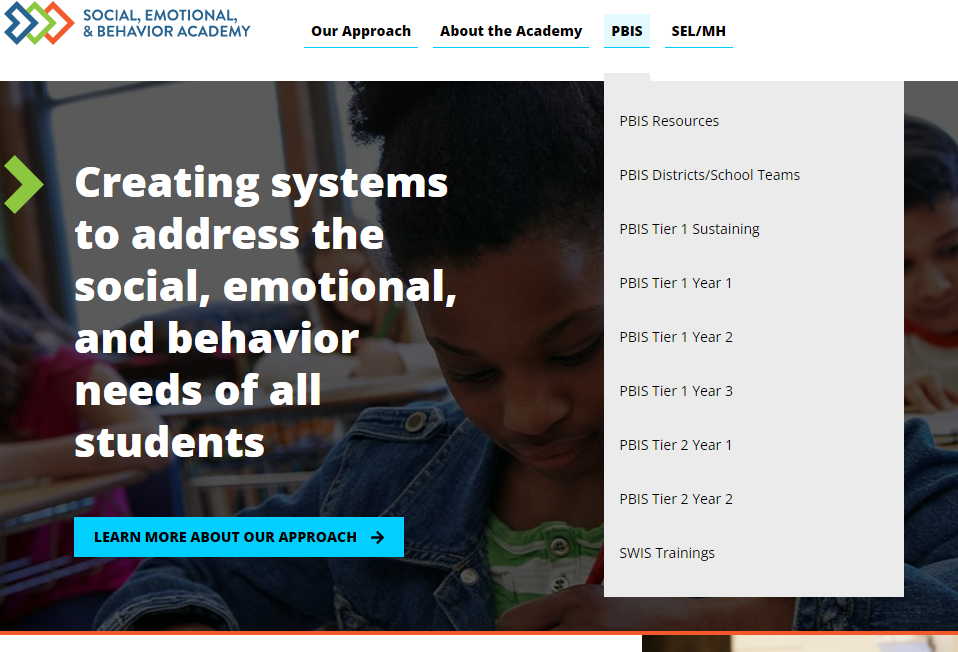 SOCIAL, EMOTIONAL,
& BEHAVIOR ACADEMY
Our Approach
About the Academy
PBIS
SEL/MH
PBIS Resources
PBIS Districts/School Teams
PBIS Tier 1 Sustaining
PBIS Tier 1 Year 1
PBIS Tier 1 Year 2
PBIS Tier 1 Year 3
PBIS Tier 2 Year 1
PBIS Tier 2 Year 2
SWIS Trainings
Creating systems
to address the
social, emotional,
and behavior
needs of all
students
LEARN MORE ABOUT OUR APPROACH